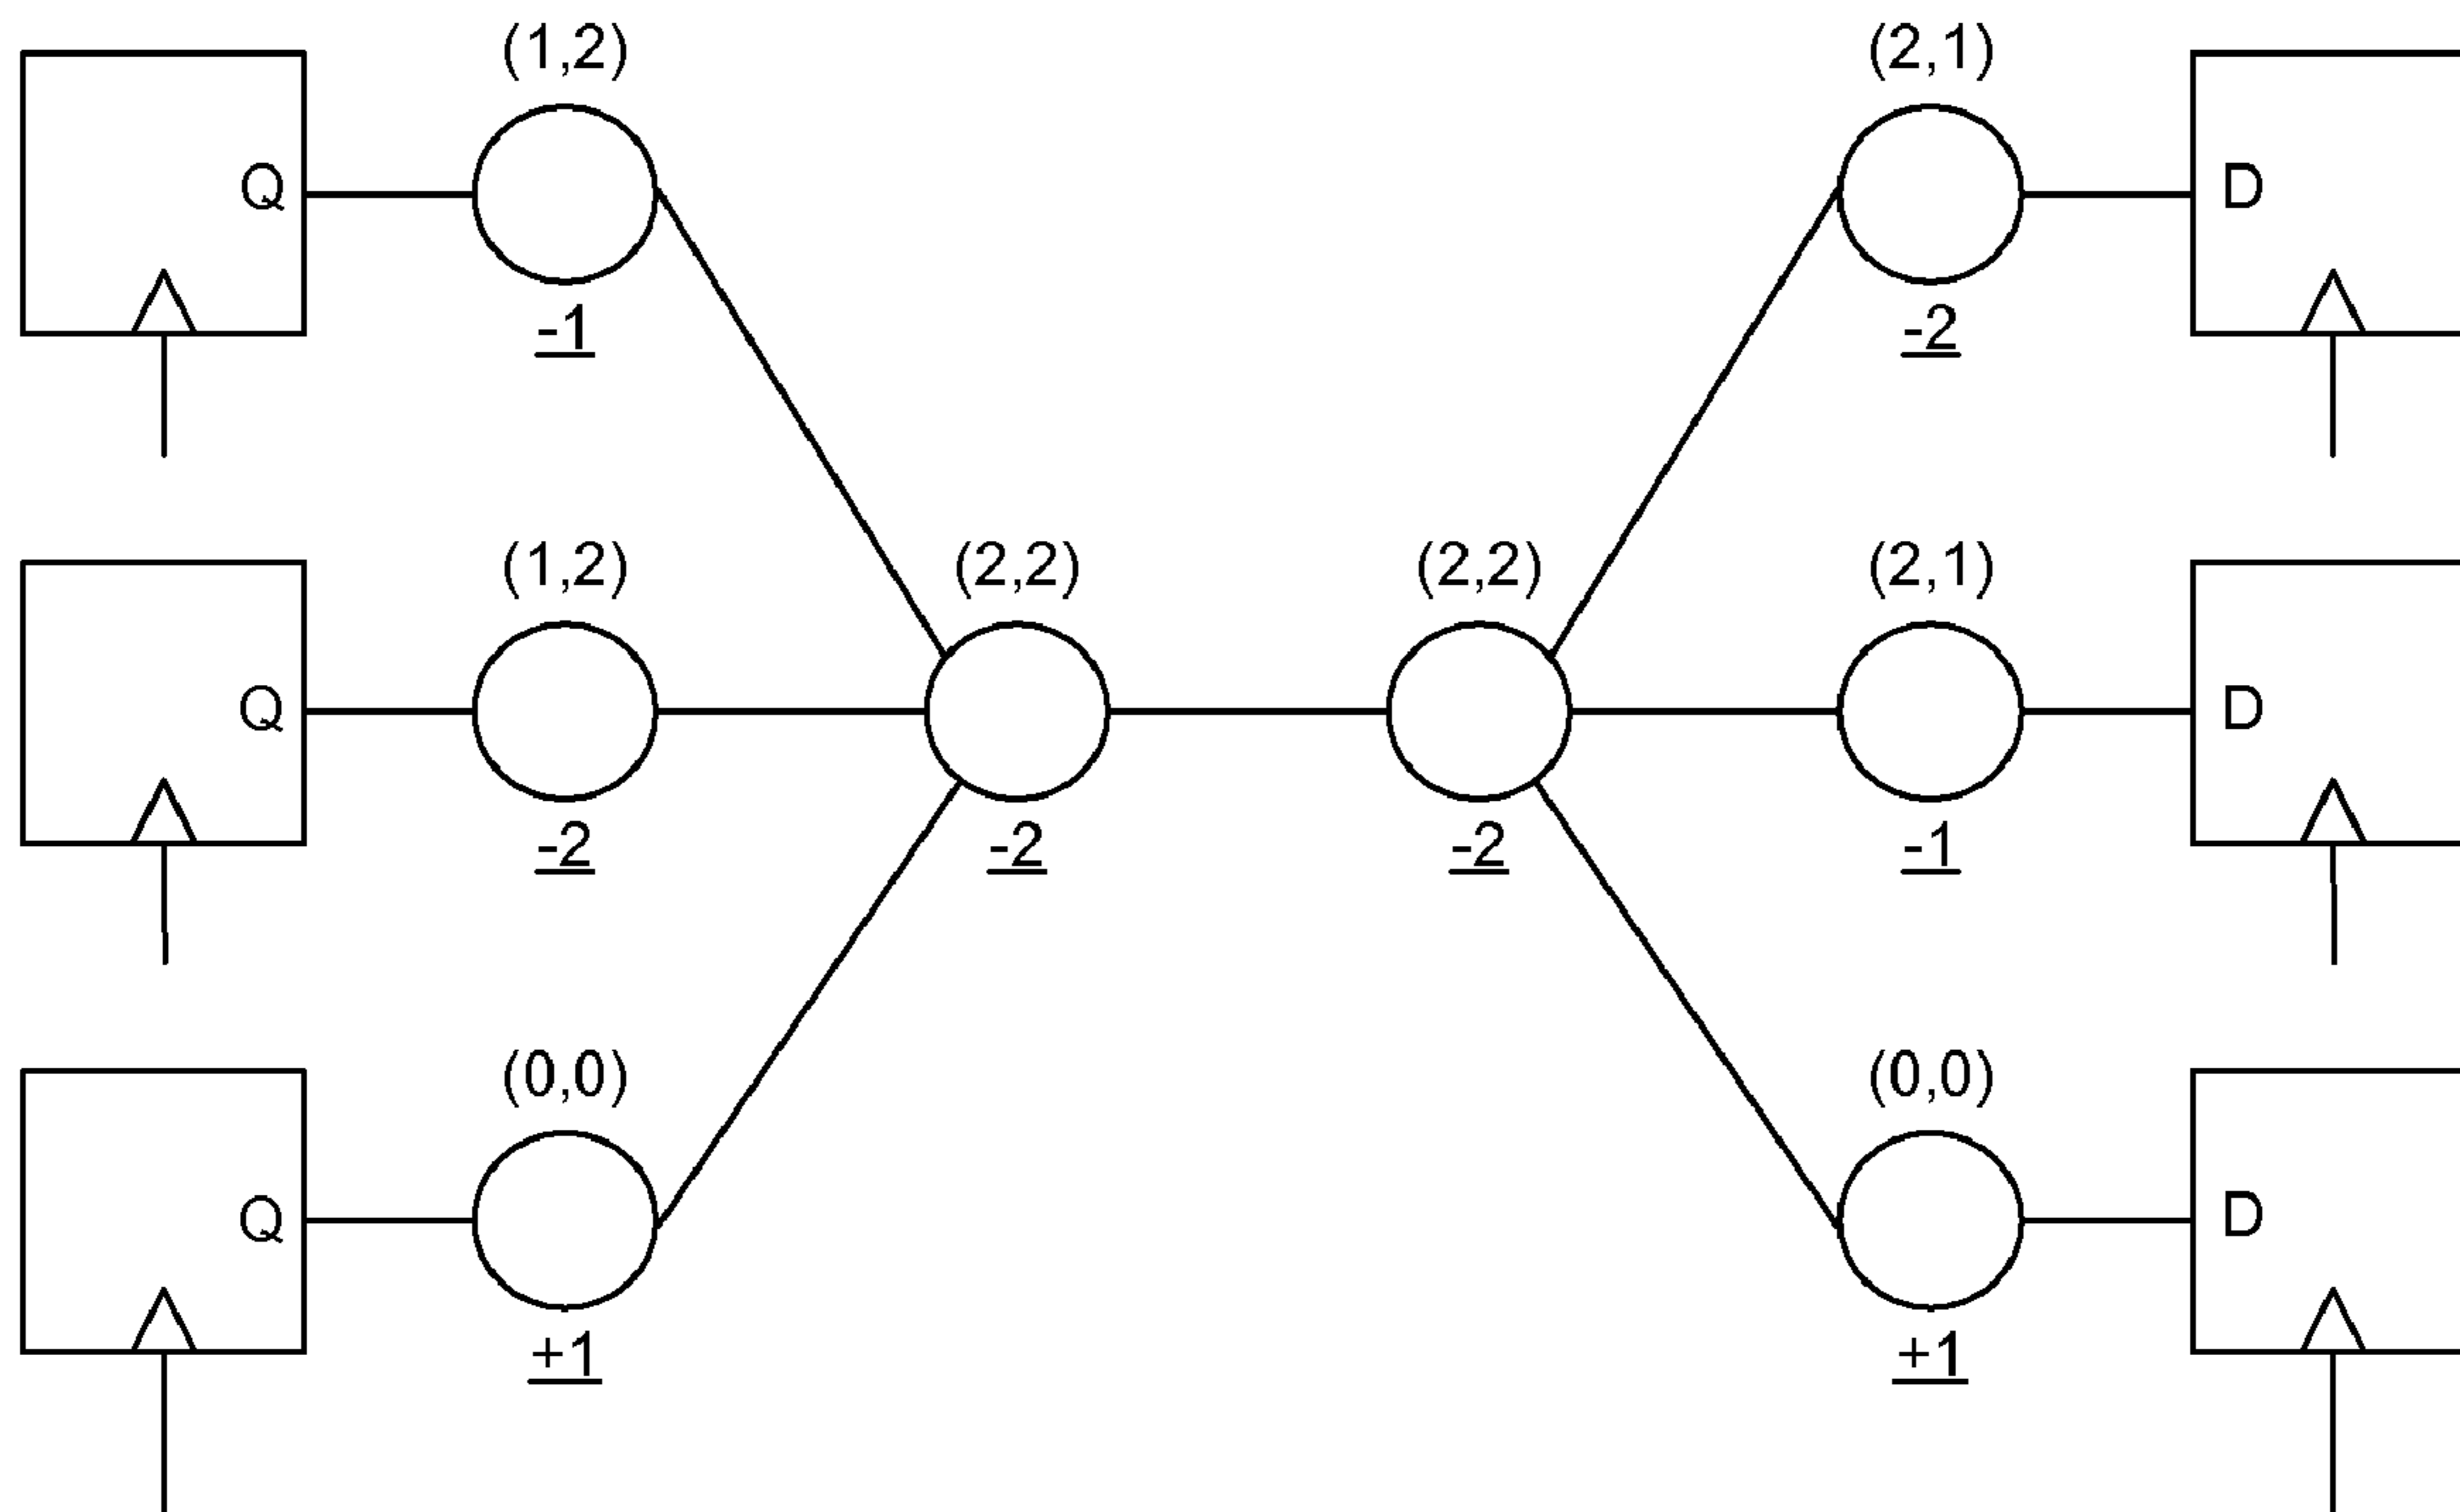 (1,2) (2,1)
Q D
-1 -2
(1,2) (2,2) (2,2) (2,1)
Q D
-2 -2 -2 -1
(0,0) (0,0)
Q D
+1 +1